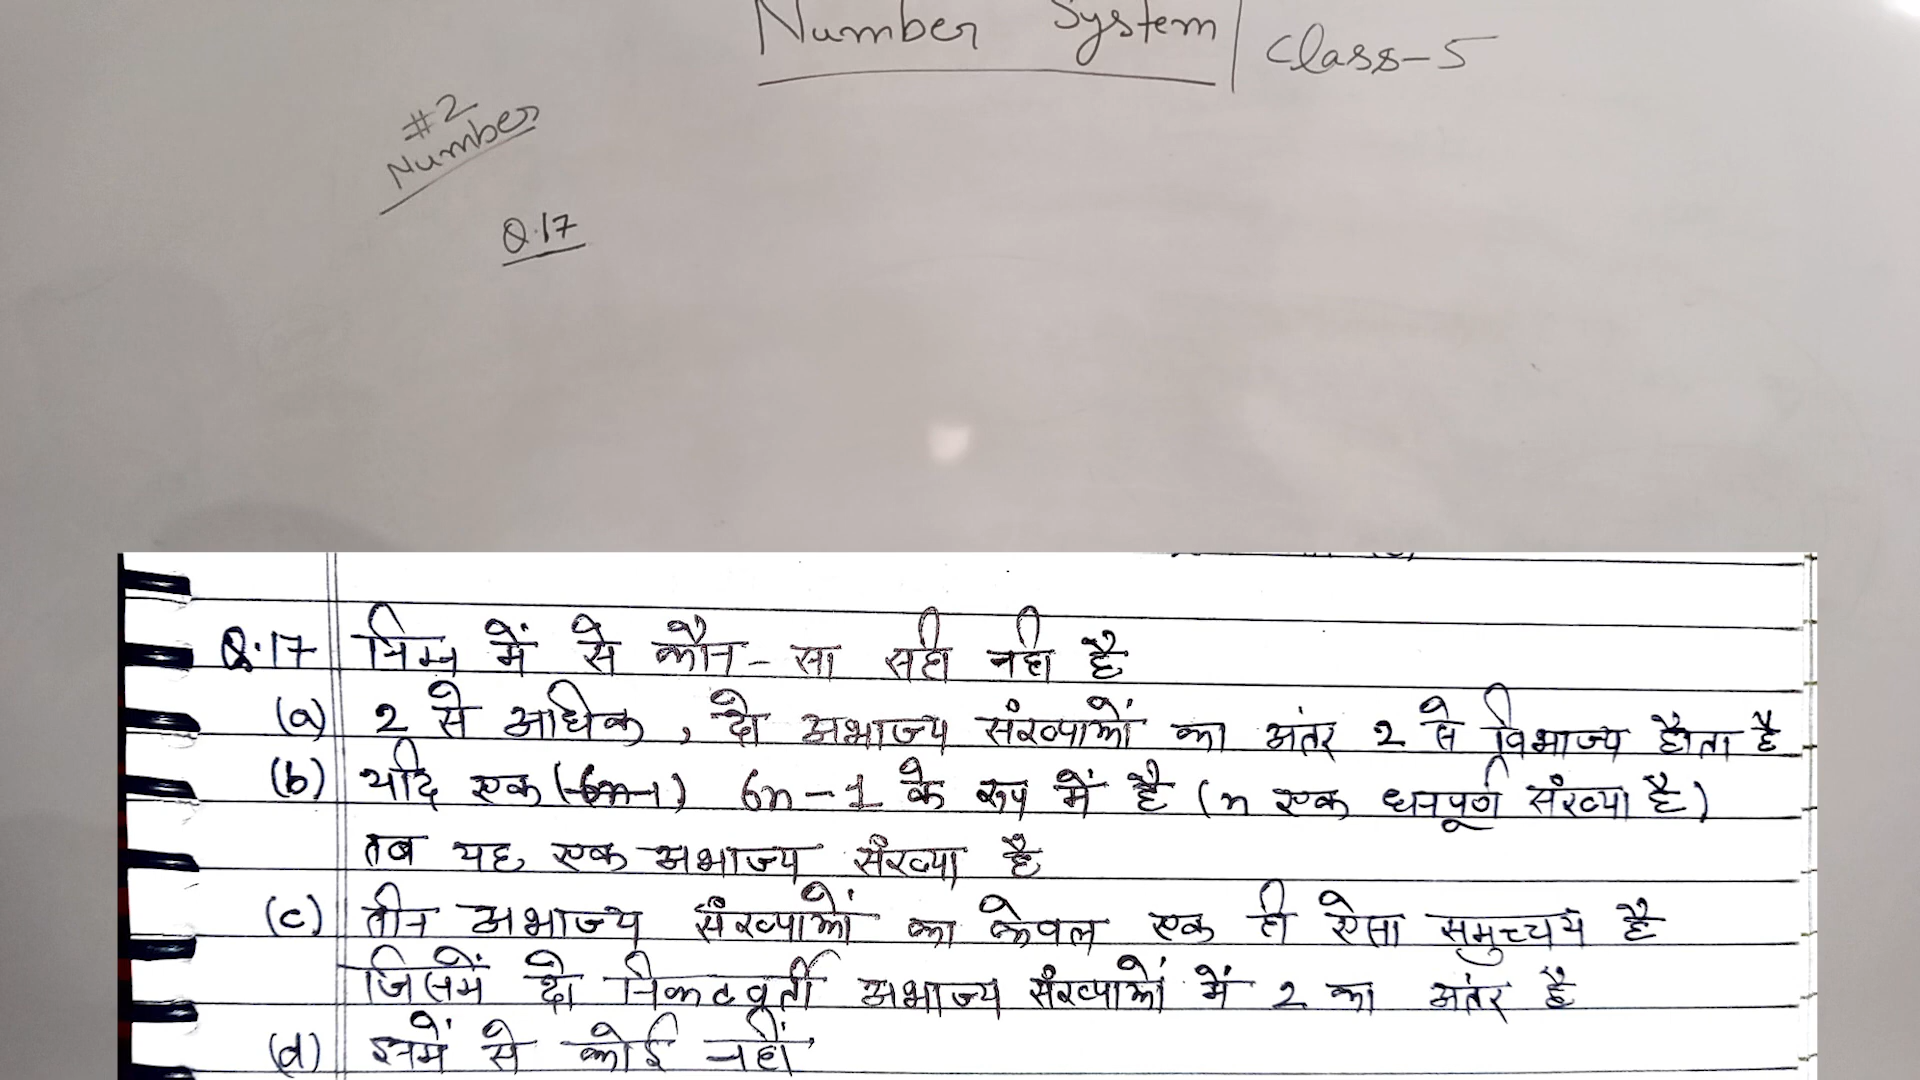 Number System | Class-5
#2
Number
Q.17
Q.17 निम्न में से कौन-सा सही नही है
(a) 2 से अधिक, दो अभाज्य संख्याओं का अंतर 2 से विभाज्य होता है
(b) यदि एक (6n-1) 6n-1 के रूप में है (n एक धनपूर्ण संख्या है)
तब यह एक अभाज्य संख्या है
(c) तीन अभाज्य संख्याओं का केवल एक ही ऐसा समुच्चय है
जिसमें दो निकटवर्ती अभाज्य संख्याओं में 2 का अंतर है
(d) इनमें से कोई नहीं